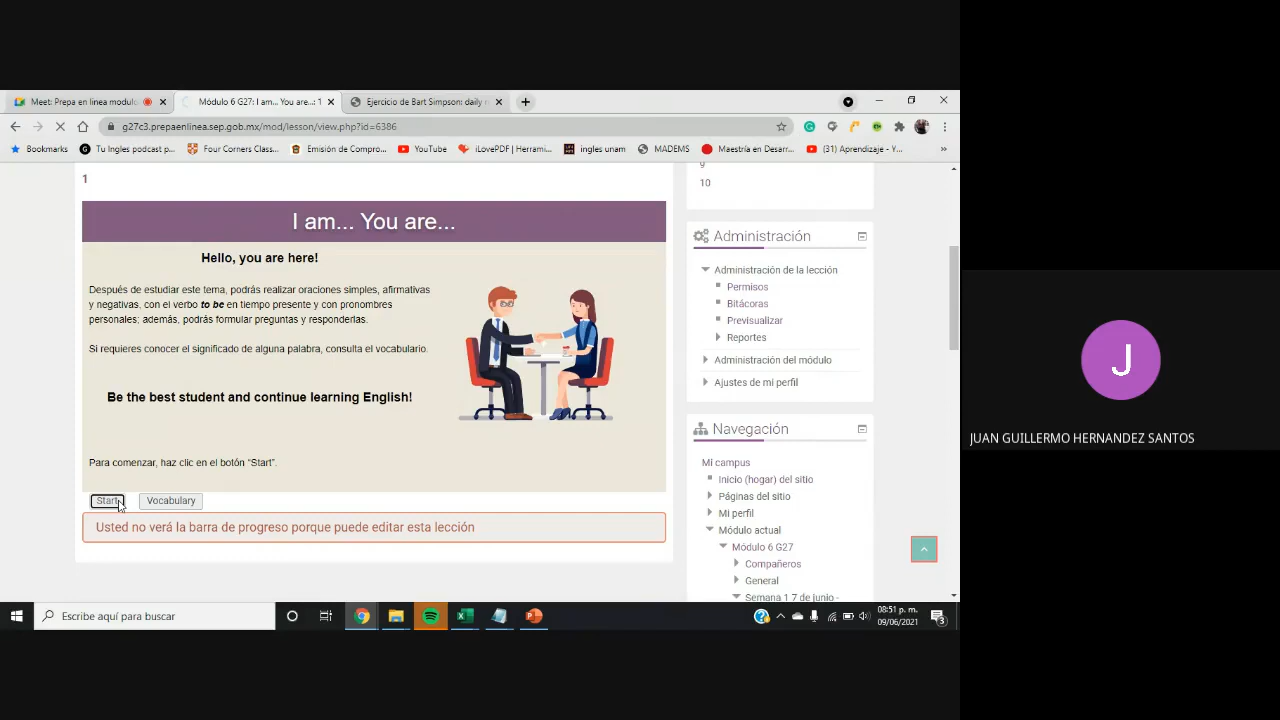 Meet: Prepa en linea modulo
Módulo 6 G27: I am... You are...: 1
Ejercicio de Bart Simpson: daily
g27c3.prepaenlinea.sep.gob.mx/mod/lesson/view.php?id=6386
Bookmarks
Tu Ingles podcast p...
Four Corners Class...
Emisión de Compro...
YouTube
iLovePDF | Herrami...
ingles unam
MADEMS
Maestría en Desarr...
(31) Aprendizaje - Y...
1
I am... You are...
Hello, you are here!
Después de estudiar este tema, podrás realizar oraciones simples, afirmativas
y negativas, con el verbo to be en tiempo presente y con pronombres
personales; además, podrás formular preguntas y responderlas.
Si requieres conocer el significado de alguna palabra, consulta el vocabulario.
Be the best student and continue learning English!
Para comenzar, haz clic en el botón “Start”.
Start
Vocabulary
Usted no verá la barra de progreso porque puede editar esta lección
9
10
Administración
Administración de la lección
Permisos
Bitácoras
Previsualizar
Reportes
Administración del módulo
Ajustes de mi perfil
Navegación
Mi campus
Inicio (hogar) del sitio
Páginas del sitio
Mi perfil
Módulo actual
Módulo 6 G27
Compañeros
General
Semana 1 7 de junio -
Escribe aquí para buscar
08:51 p. m.
09/06/2021
3
J
JUAN GUILLERMO HERNANDEZ SANTOS